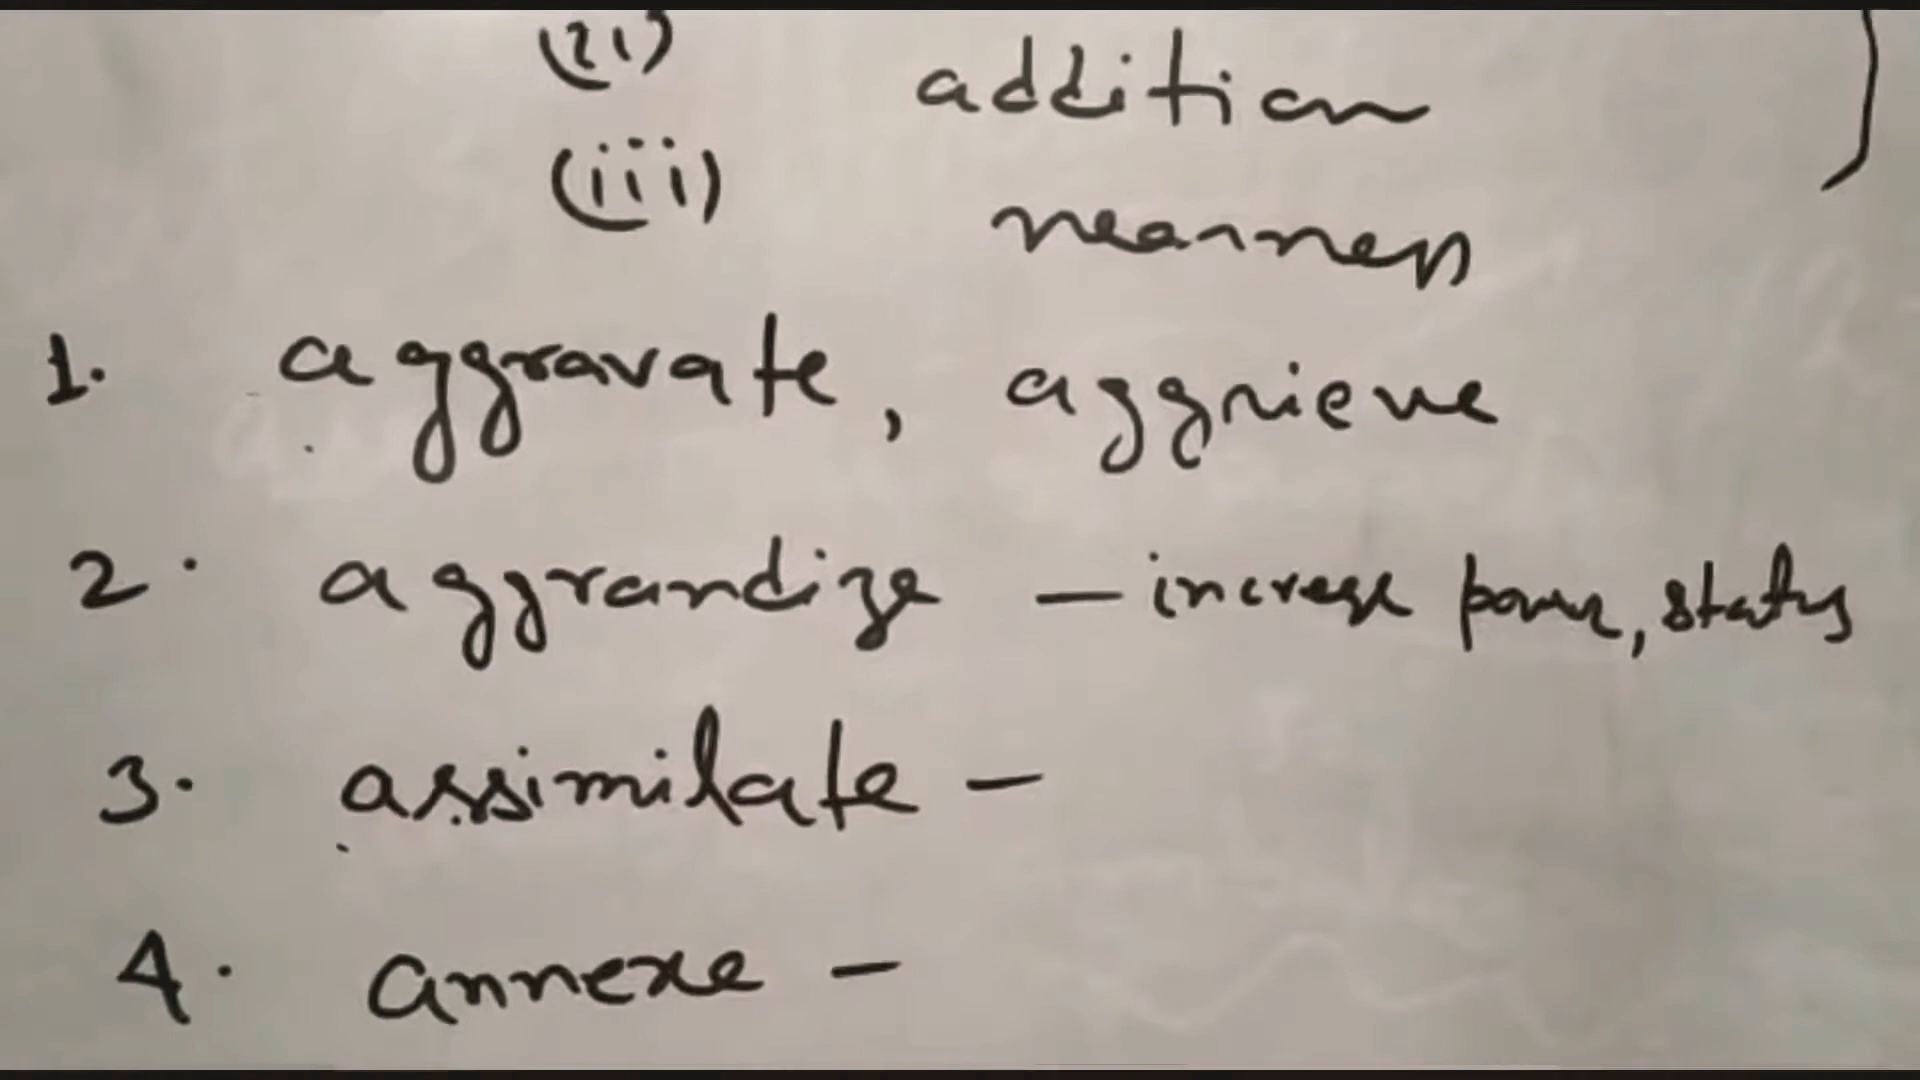 (ii) addition
(iii) nearness
1. aggravate, aggrieve
2. aggrandize – increase power, status
3. assimilate –
4. annexe –